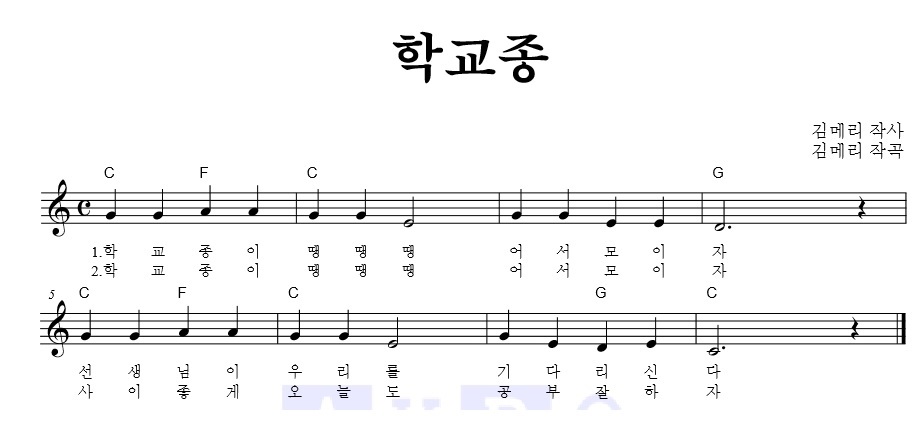 학교종
김메리 작사
김메리 작곡
C F C G
1.학 교 종 이 땡 땡 땡 어 서 모 이 자
2.학 교 종 이 땡 땡 땡 어 서 모 이 자
5 C F C G C
선 생 님 이 우 리 를 기 다 리 신 다
사 이 좋 게 오 늘 도 공 부 잘 하 자